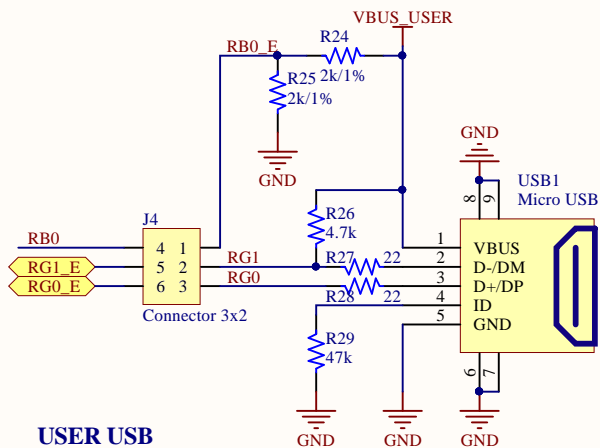 VBUS_USER
RB0_E
R24
2k/1%
R25
2k/1%
GND
GND
USB1
Micro USB
8
9
J4
R26
4.7k
RB0
4
1
RG1
R27
22
1
VBUS
RG1_E
5
2
2
D-/DM
RG0_E
6
3
RG0
R28
22
3
D+/DP
4
ID
5
GND
Connector 3x2
R29
47k
6
7
USER USB
GND
GND
GND